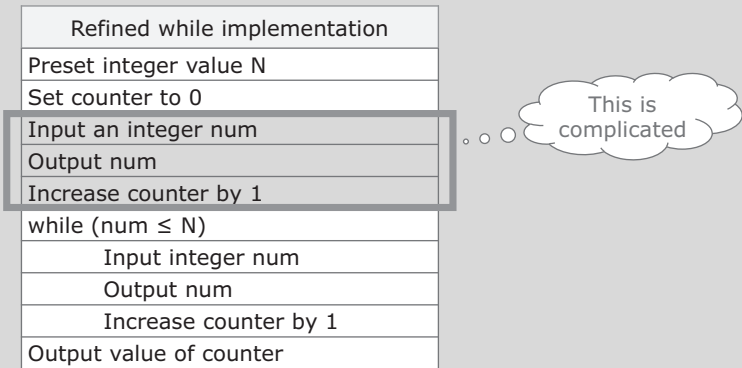 Refined while implementation
Preset integer value N
Set counter to 0
Input an integer num
Output num
Increase counter by 1
while (num ≤ N)
Input integer num
Output num
Increase counter by 1
Output value of counter
This is
complicated